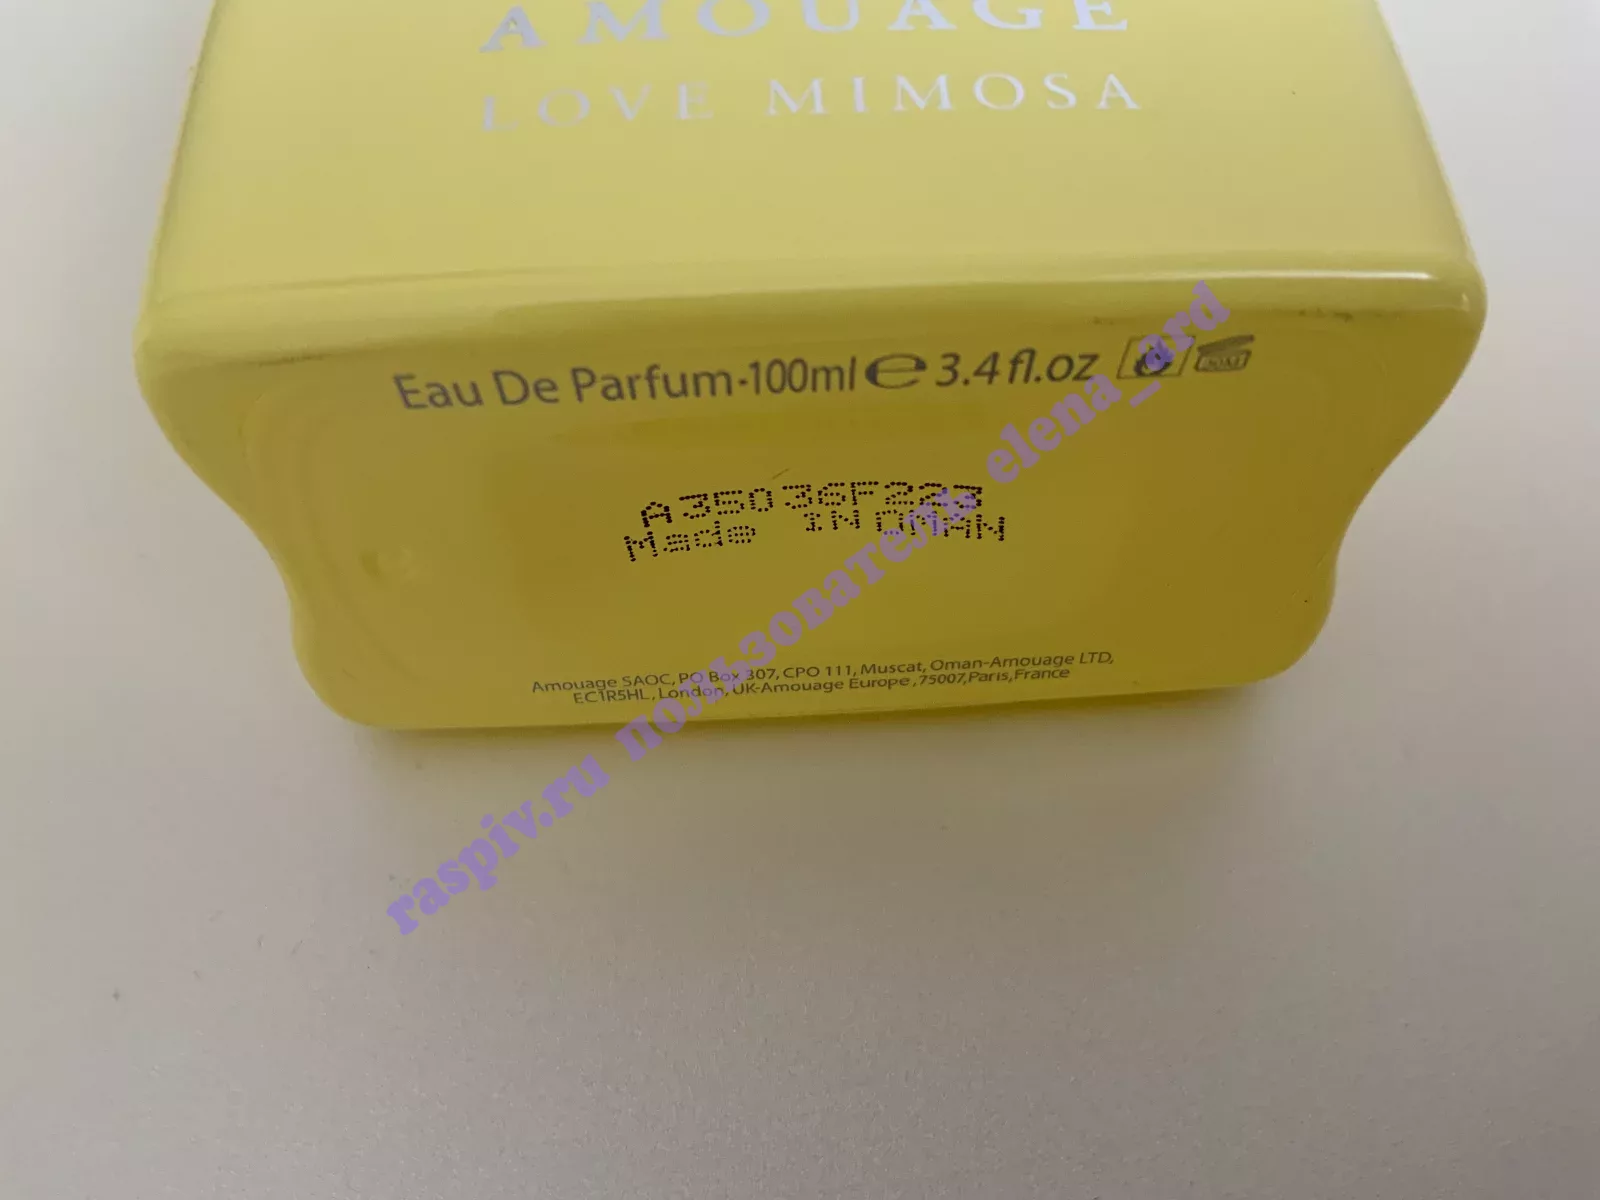 AMOUAGE
LOVE MIMOSA
Eau De Parfum-100ml ℮ 3.4 fl.oz
A35036F223
Made IN OMAN
Amouage SAOC, PO Box 307, CPO 111, Muscat, Oman-Amouage LTD,
EC1R5HL, London, UK-Amouage Europe, 75007, Paris, France
raspiv.ru пользователь elena_ard